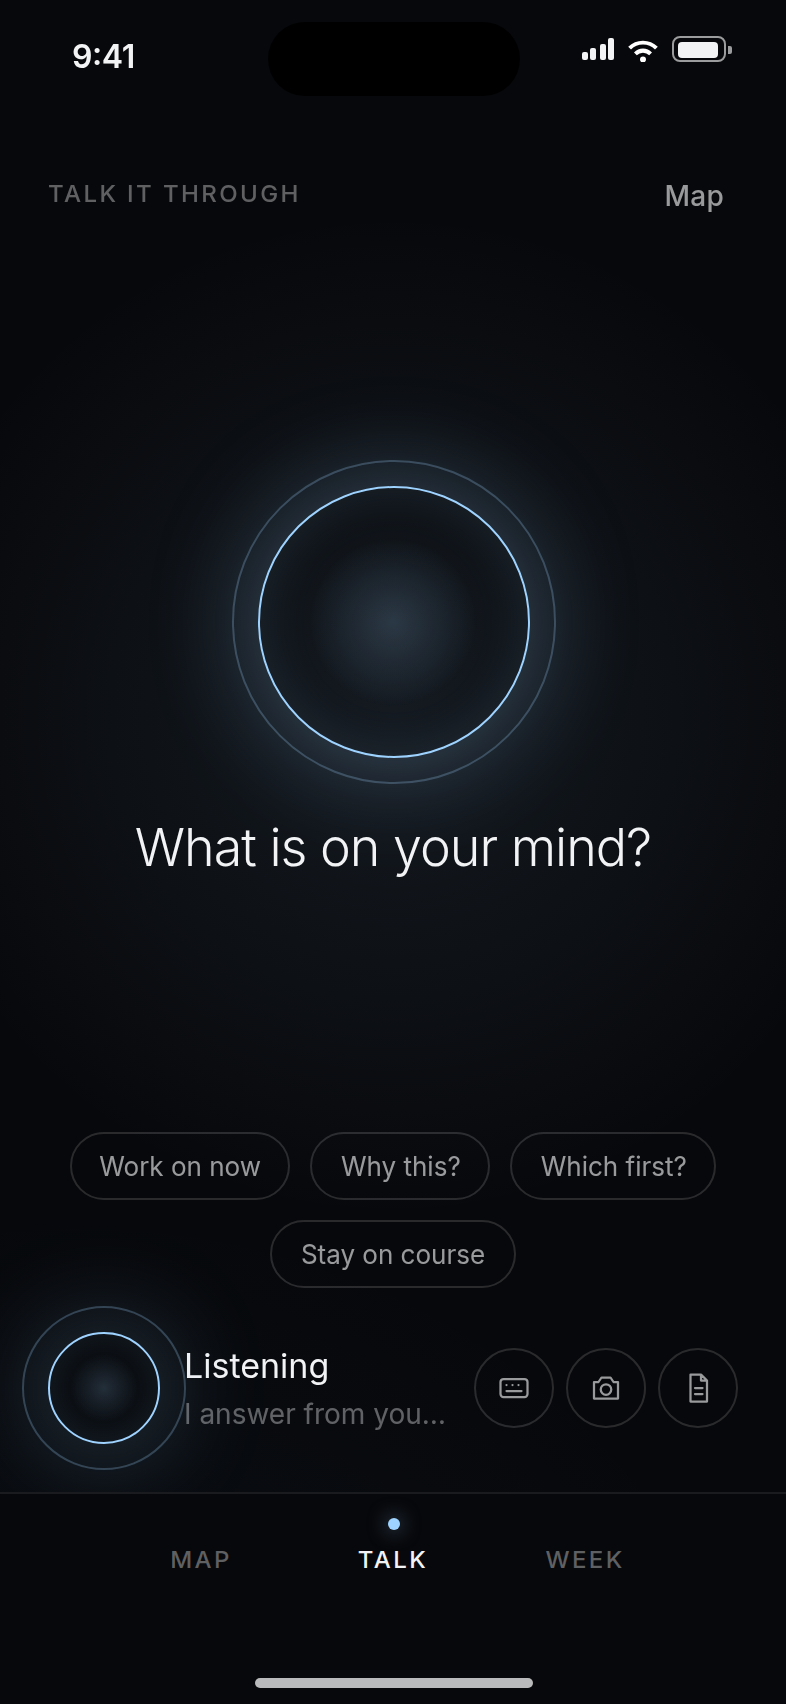 9:41
TALK IT THROUGH
Map
What is on your mind?
Work on now
Why this?
Which first?
Stay on course
Listening
I answer from you...
MAP
TALK
WEEK